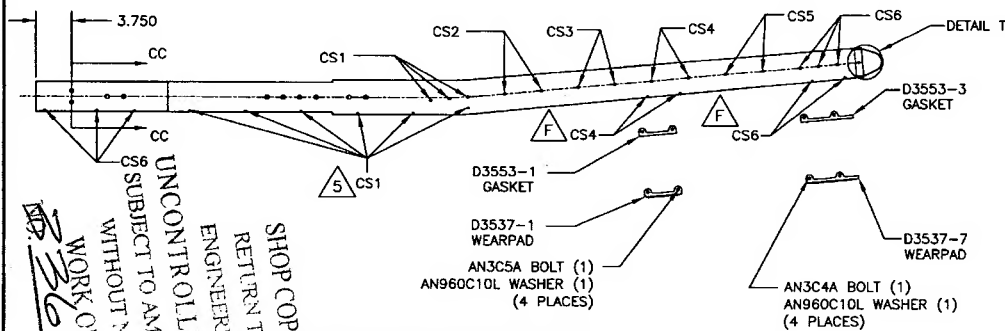 3.750
CC
CC
CS1
CS2
CS3
CS4
CS5
CS6
DETAIL T
D3553-3
GASKET
CS6
5
CS1
F
CS4
F
CS6
D3553-1
GASKET
D3537-1
WEARPAD
AN3C5A BOLT (1)
AN960C10L WASHER (1)
(4 PLACES)
D3537-7
WEARPAD
AN3C4A BOLT (1)
AN960C10L WASHER (1)
(4 PLACES)
SHOP COP
RETURN T
ENGINEER
UNCONTROLL
SUBJECT TO AM
WITHOUT N
WORK O
NO.